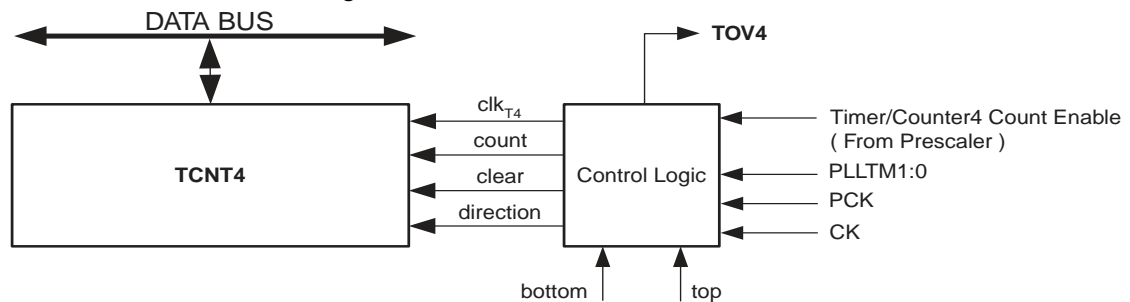 DATA BUS
TOV4
clkT4
count
clear
direction
TCNT4
Control Logic
Timer/Counter4 Count Enable
( From Prescaler )
PLLTM1:0
PCK
CK
bottom
top